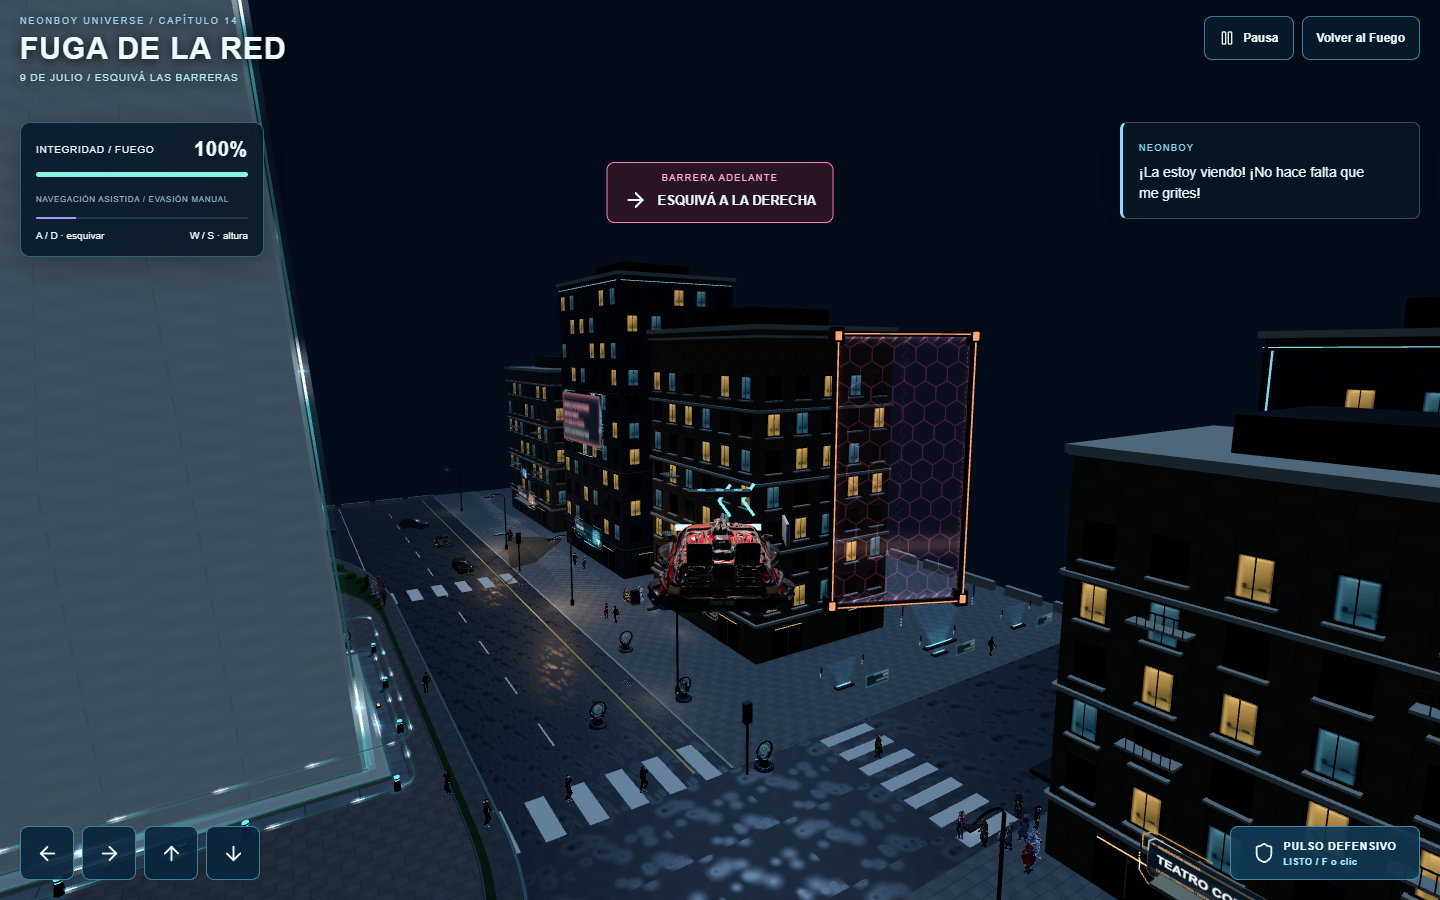 NEONBOY UNIVERSE / CAPÍTULO 14
FUGA DE LA RED
9 DE JULIO / ESQUIVÁ LAS BARRERAS
Pausa
Volver al Fuego
INTEGRIDAD / FUEGO
100%
NAVEGACIÓN ASISTIDA / EVASIÓN MANUAL
A / D · esquivar
W / S · altura
BARRERA ADELANTE
ESQUIVÁ A LA DERECHA
NEONBOY
¡La estoy viendo! ¡No hace falta que
me grites!
PULSO DEFENSIVO
LISTO / F o clic
TEATRO